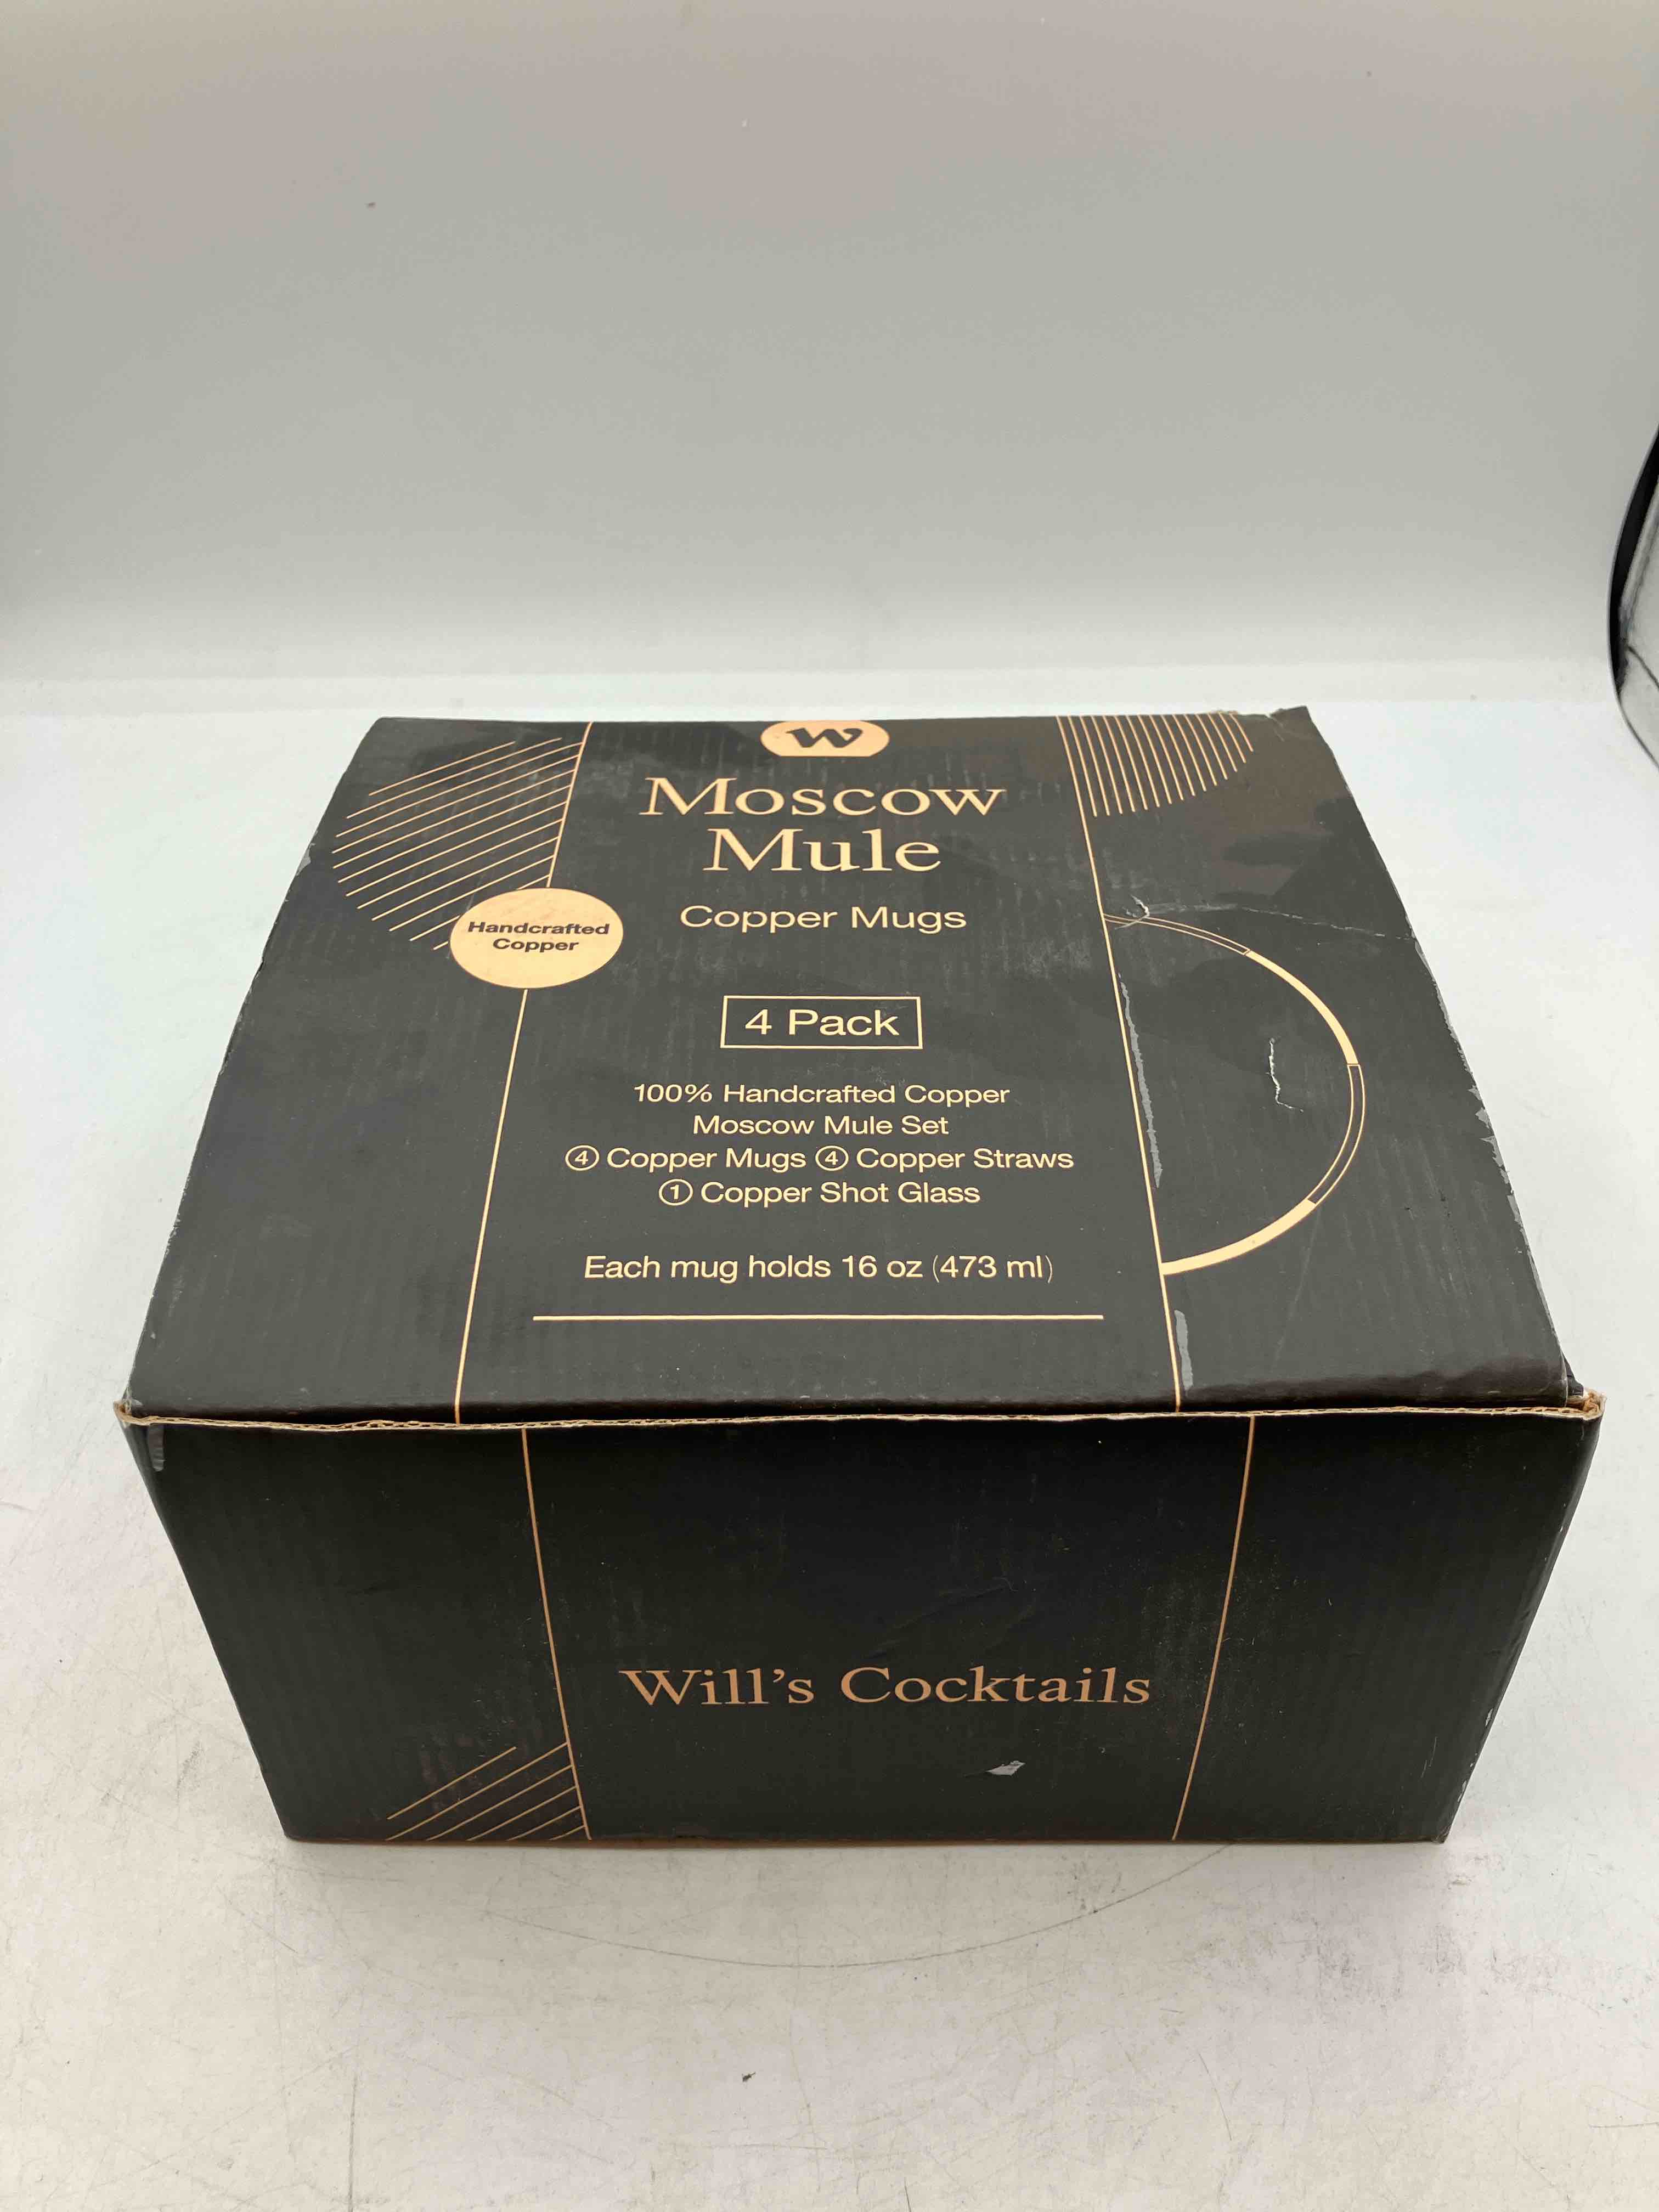 W
Moscow
Mule
Copper Mugs
Handcrafted
Copper
4 Pack
100% Handcrafted Copper
Moscow Mule Set
④ Copper Mugs ④ Copper Straws
① Copper Shot Glass
Each mug holds 16 oz (473 ml)
Will's Cocktails